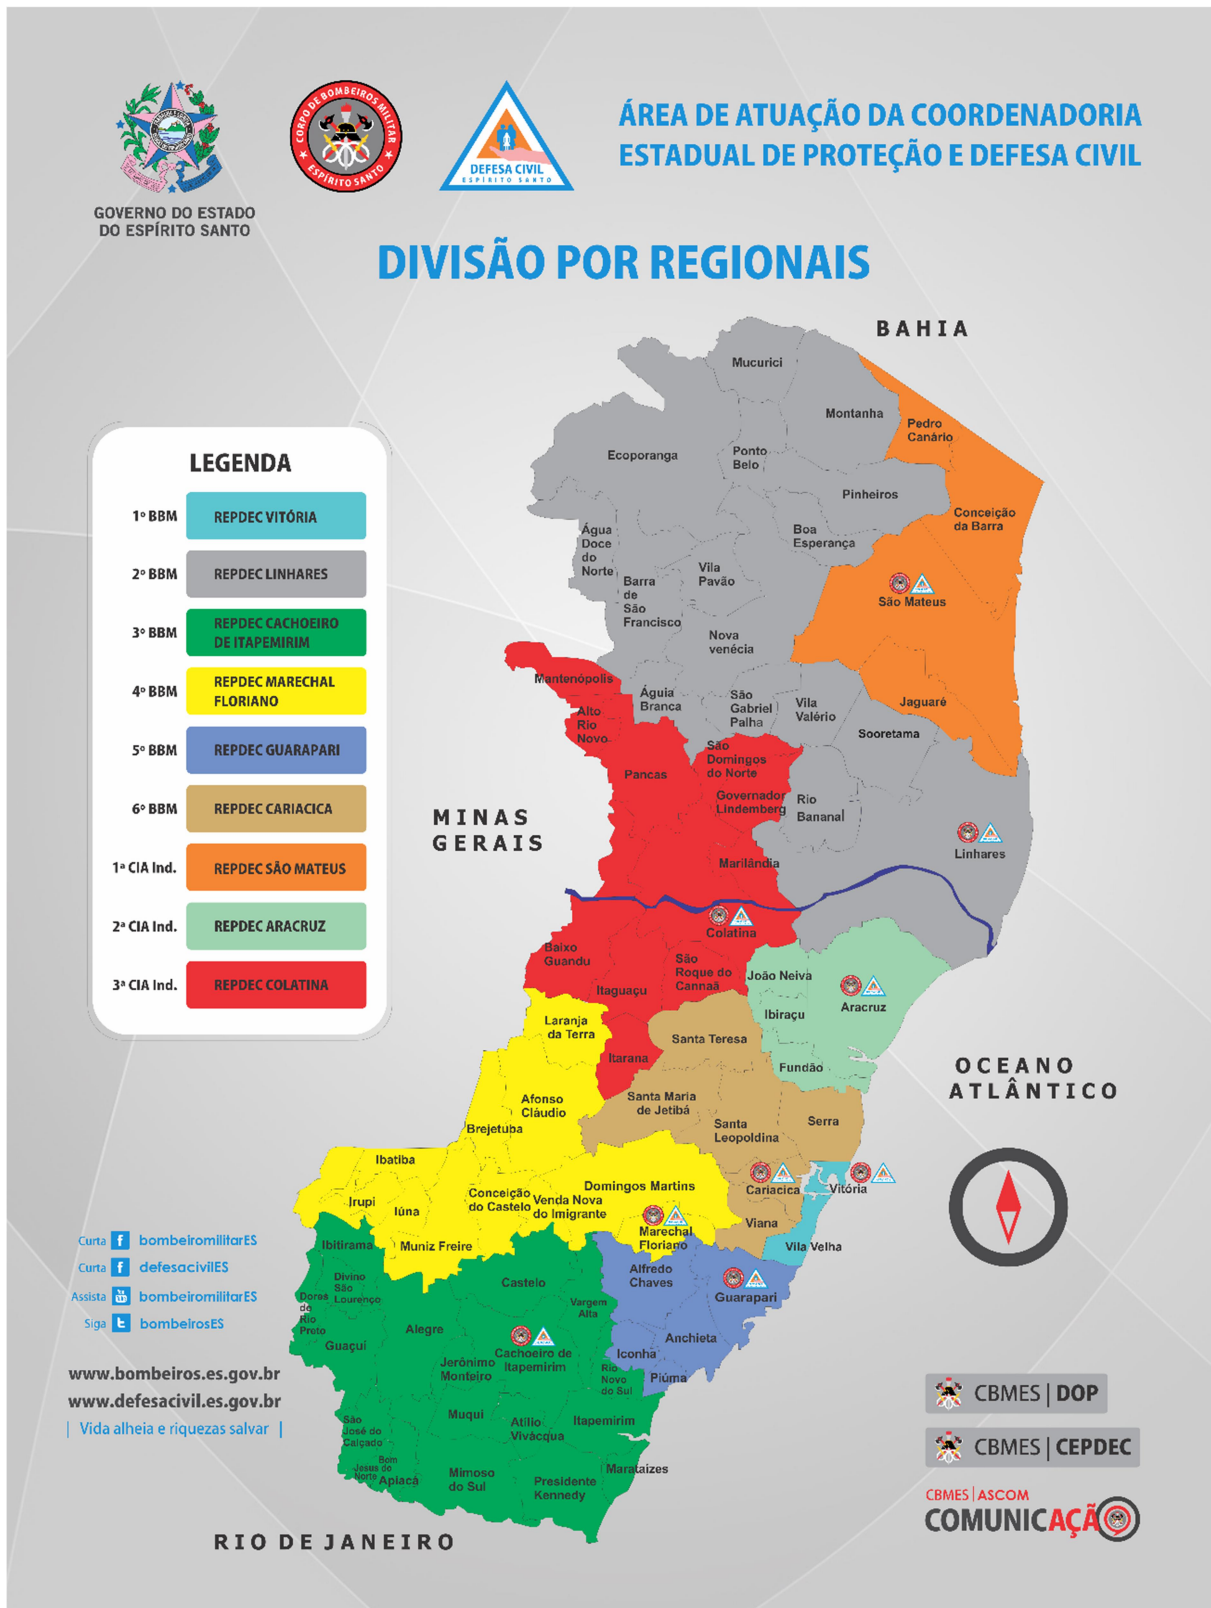 GOVERNO DO ESTADO
DO ESPÍRITO SANTO
CORPO DE BOMBEIROS MILITAR
ESPÍRITO SANTO
DEFESA CIVIL
ESPÍRITO SANTO
ÁREA DE ATUAÇÃO DA COORDENADORIA
ESTADUAL DE PROTEÇÃO E DEFESA CIVIL
DIVISÃO POR REGIONAIS
BAHIA
LEGENDA
1º BBM REPDEC VITÓRIA
2º BBM REPDEC LINHARES
3º BBM REPDEC CACHOEIRO
DE ITAPEMIRIM
4º BBM REPDEC MARECHAL
FLORIANO
5º BBM REPDEC GUARAPARI
6º BBM REPDEC CARIACICA
1ª CIA Ind. REPDEC SÃO MATEUS
2ª CIA Ind. REPDEC ARACRUZ
3ª CIA Ind. REPDEC COLATINA
Mucurici
Montanha
Pedro
Canário
Ecoporanga
Ponto
Belo
Pinheiros
Conceição
da Barra
Água
Doce
do
Norte
Boa
Esperança
Vila
Pavão
Barra
de
São
Francisco
São Mateus
Nova
venécia
Mantenópolis
Águia
Branca
São
Gabriel
Palha
Vila
Valério
Jaguaré
Alto
Rio
Novo
Sooretama
São
Domingos
do Norte
Pancas
Governador
Lindemberg
Rio
Bananal
MINAS
GERAIS
Linhares
Marilândia
Colatina
Baixo
Guandu
São
Roque do
Cannaã
João Neiva
Itaguaçu
Aracruz
Ibiraçu
Laranja
da Terra
Santa Teresa
Itarana
Fundão
OCEANO
ATLÂNTICO
Afonso
Cláudio
Santa Maria
de Jetibá
Santa
Leopoldina
Serra
Brejetuba
Ibatiba
Domingos Martins
Cariacica
Vitória
Irupi
Iúna
Conceição
do Castelo
Venda Nova
do Imigrante
Viana
Marechal
Floriano
Vila Velha
Ibitirama
Muniz Freire
Alfredo
Chaves
Castelo
Guarapari
Divino
São
Lourenço
Dores
do
Rio
Preto
Vargem
Alta
Alegre
Anchieta
Guaçuí
Cachoeiro de
Itapemirim
Iconha
Jerônimo
Monteiro
Rio
Novo
do Sul
Piúma
Muqui
Atílio
Vivácqua
Itapemirim
São
José do
Calçado
Bom
Jesus do
Norte
Apiacá
Mimoso
do Sul
Presidente
Kennedy
Marataizes
RIO DE JANEIRO
Curta f bombeiromilitarES
Curta f defesacivilES
Assista bombeiromilitarES
Siga t bombeirosES
www.bombeiros.es.gov.br
www.defesacivil.es.gov.br
| Vida alheia e riquezas salvar |
CBMES | DOP
CBMES | CEPDEC
CBMES | ASCOM
COMUNICAÇÃO